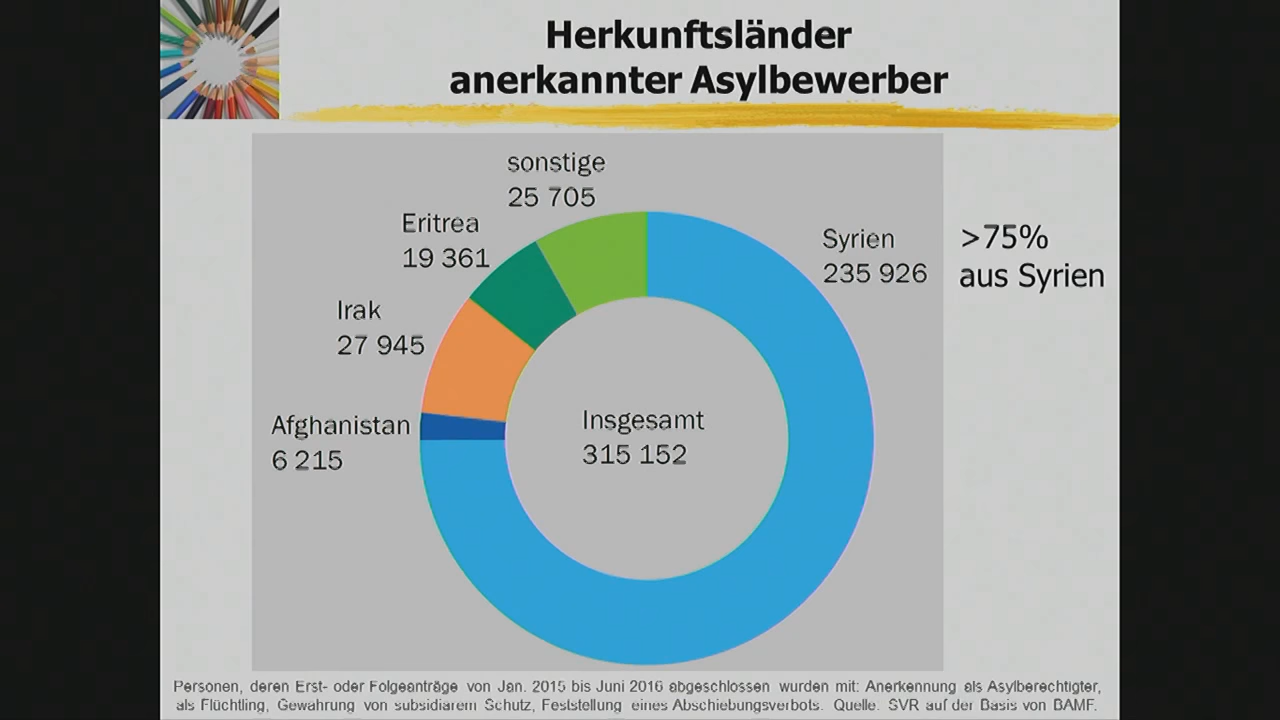 Herkunftsländer
anerkannter Asylbewerber
sonstige
25 705
Eritrea
19 361
Syrien
235 926
>75%
aus Syrien
Irak
27 945
Afghanistan
6 215
Insgesamt
315 152
Personen, deren Erst- oder Folgeanträge von Jan. 2015 bis Juni 2016 abgeschlossen wurden mit: Anerkennung als Asylberechtigter,
als Flüchtling, Gewährung von subsidiärem Schutz, Feststellung eines Abschiebungsverbots. Quelle. SVR auf der Basis von BAMF.